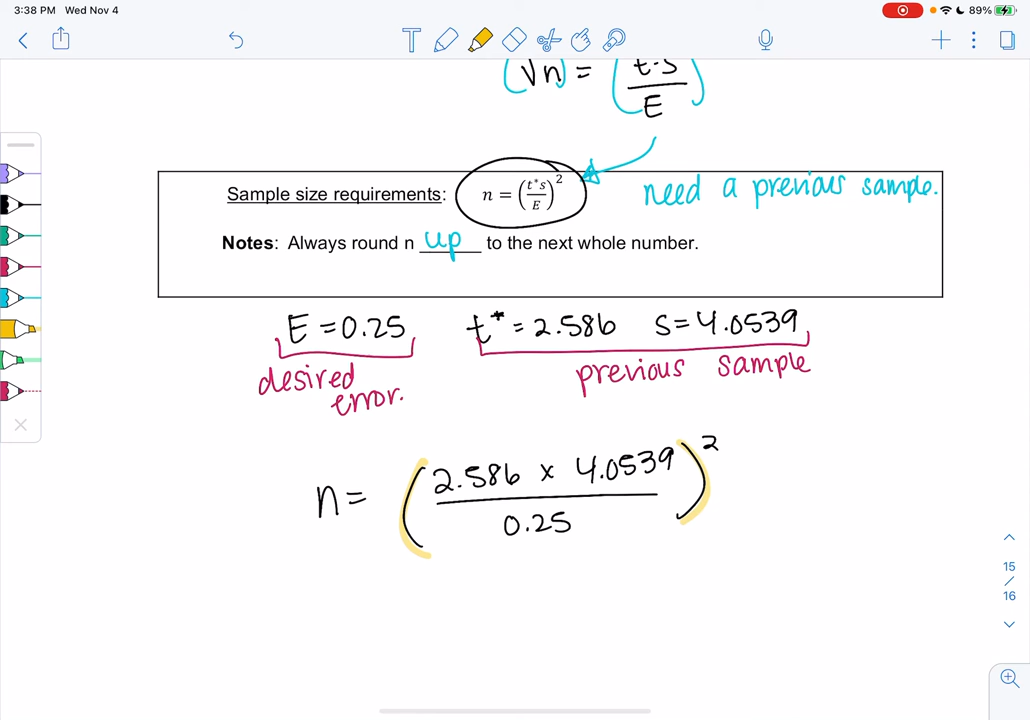 3:38 PM Wed Nov 4 89%
T
(√n) = (t·s / E)
Sample size requirements: n = (t*s / E)²
need a previous sample.
Notes: Always round n up to the next whole number.
E = 0.25 t* = 2.586 s = 4.0539
desired error.
previous sample
n = (2.586 x 4.0539 / 0.25)²
15
/
16